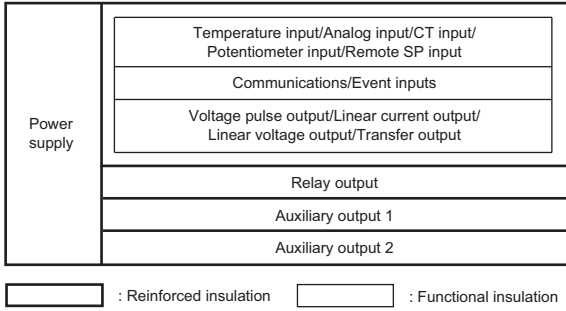 Power
supply
Temperature input/Analog input/CT input/
Potentiometer input/Remote SP input
Communications/Event inputs
Voltage pulse output/Linear current output/
Linear voltage output/Transfer output
Relay output
Auxiliary output 1
Auxiliary output 2
: Reinforced insulation
: Functional insulation